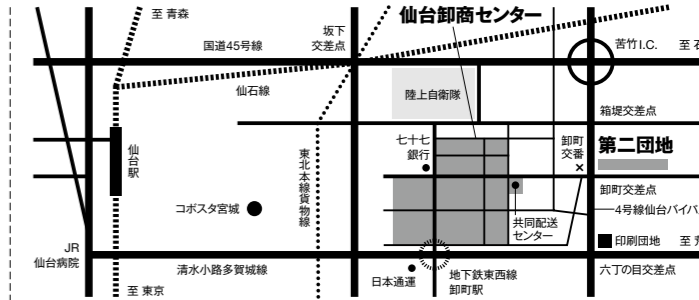 至 青森
国道45号線
坂下
交差点
仙台卸商センター
苦竹I.C.
至 石
仙石線
陸上自衛隊
箱堤交差点
七十七
銀行
卸町
交番
第二団地
仙台駅
東北本線貨物線
コボスタ宮城
共同配送
センター
卸町交差点
4号線仙台バイパ
JR
仙台病院
清水小路多賀城線
印刷団地
至 荒
日本通運
地下鉄東西線
卸町駅
六丁の目交差点
至 東京